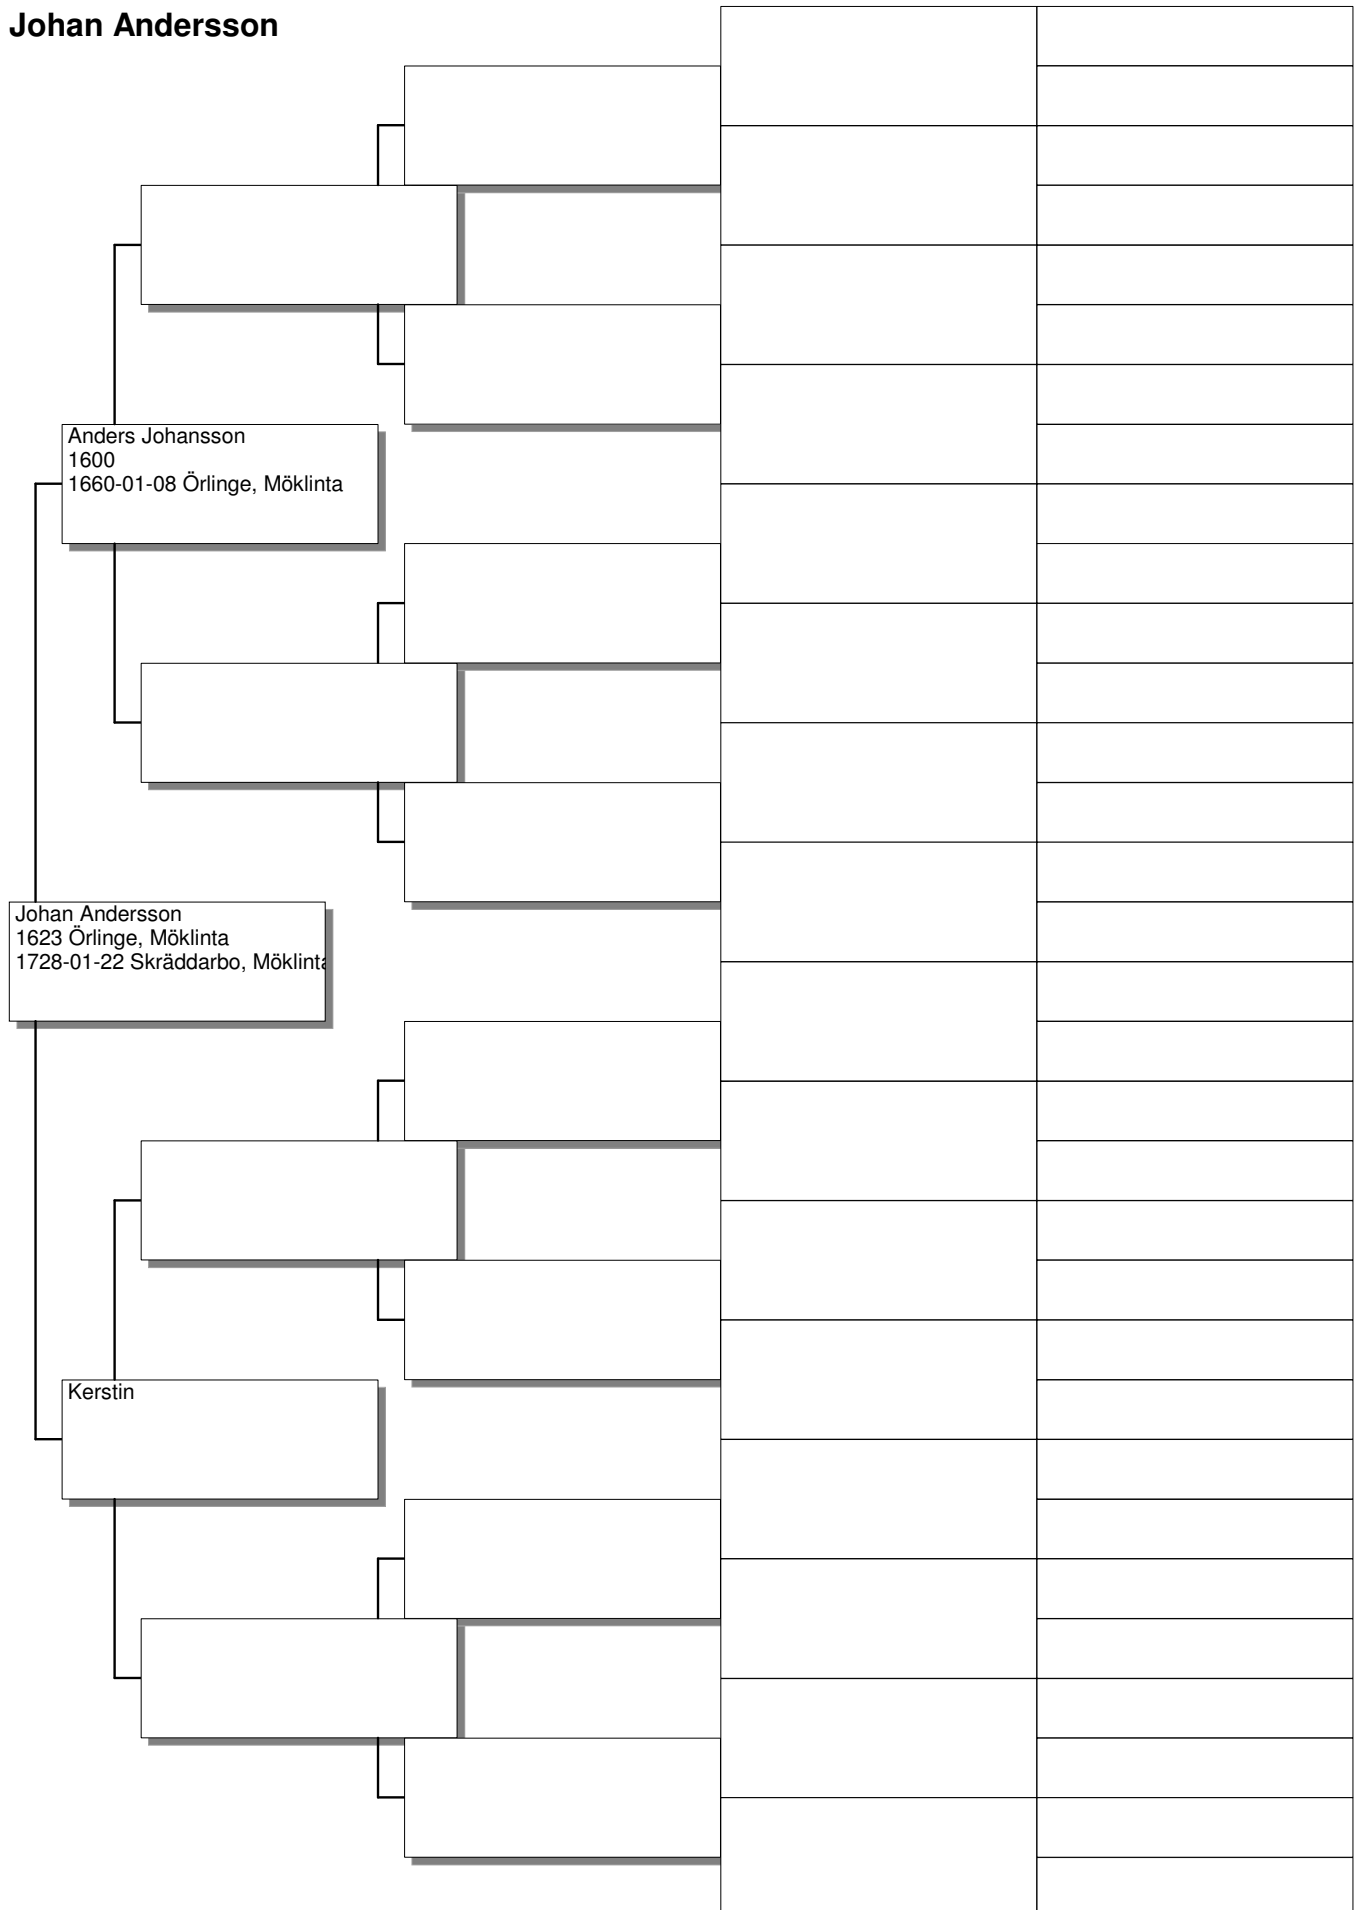 Johan Andersson
Anders Johansson
1600
1660-01-08 Örlinge, Möklinta
Johan Andersson
1623 Örlinge, Möklinta
1728-01-22 Skräddarbo, Möklinta
Kerstin